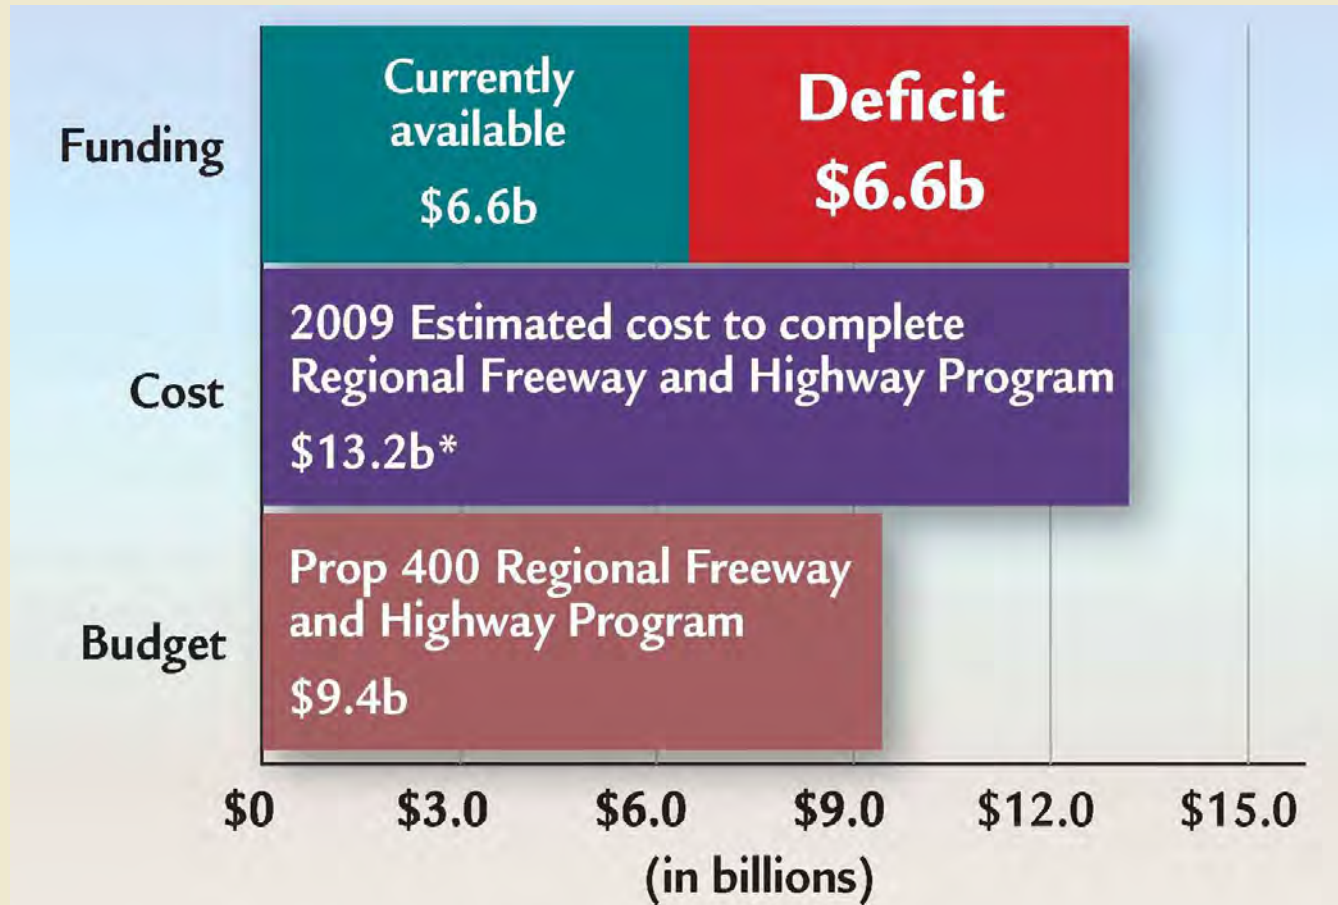 Funding
Currently
available
$6.6b
Deficit
$6.6b
Cost
2009 Estimated cost to complete
Regional Freeway and Highway Program
$13.2b*
Budget
Prop 400 Regional Freeway
and Highway Program
$9.4b
$0 $3.0 $6.0 $9.0 $12.0 $15.0
(in billions)